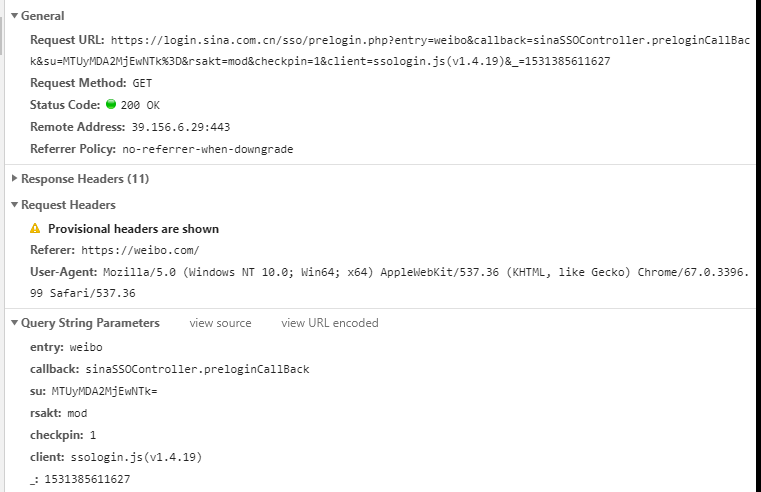 General
Request URL: https://login.sina.com.cn/sso/prelogin.php?entry=weibo&callback=sinaSSOController.preloginCallBac
k&su=MTUyMDA2MjEwNTk%3D&rsakt=mod&checkpin=1&client=ssologin.js(v1.4.19)&_=1531385611627
Request Method: GET
Status Code: 200 OK
Remote Address: 39.156.6.29:443
Referrer Policy: no-referrer-when-downgrade
Response Headers (11)
Request Headers
Provisional headers are shown
Referer: https://weibo.com/
User-Agent: Mozilla/5.0 (Windows NT 10.0; Win64; x64) AppleWebKit/537.36 (KHTML, like Gecko) Chrome/67.0.3396.
99 Safari/537.36
Query String Parameters view source view URL encoded
entry: weibo
callback: sinaSSOController.preloginCallBack
su: MTUyMDA2MjEwNTk=
rsakt: mod
checkpin: 1
client: ssologin.js(v1.4.19)
_: 1531385611627